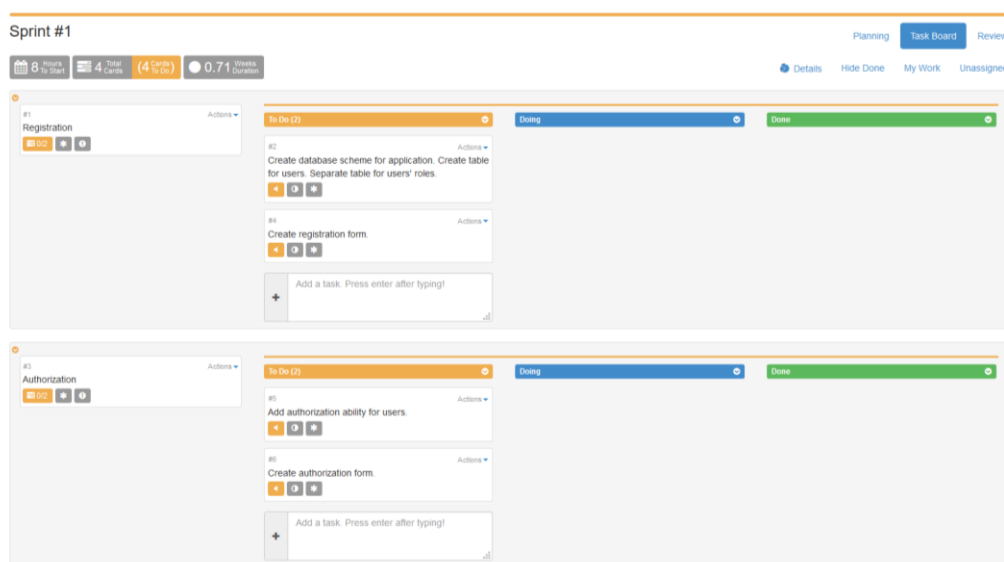 Sprint #1
Planning
Task Board
Review
8 Hours To Start
4 Total Cards
(4 Cards To Do)
0.71 Weeks Duration
Details
Hide Done
My Work
Unassigned
#1
Actions
Registration
0/2
To Do (2)
Doing
Done
#2
Actions
Create database scheme for application. Create table
for users. Separate table for users' roles.
#4
Actions
Create registration form.
Add a task. Press enter after typing!
#3
Actions
Authorization
0/2
To Do (2)
Doing
Done
#5
Actions
Add authorization ability for users.
#6
Actions
Create authorization form.
Add a task. Press enter after typing!